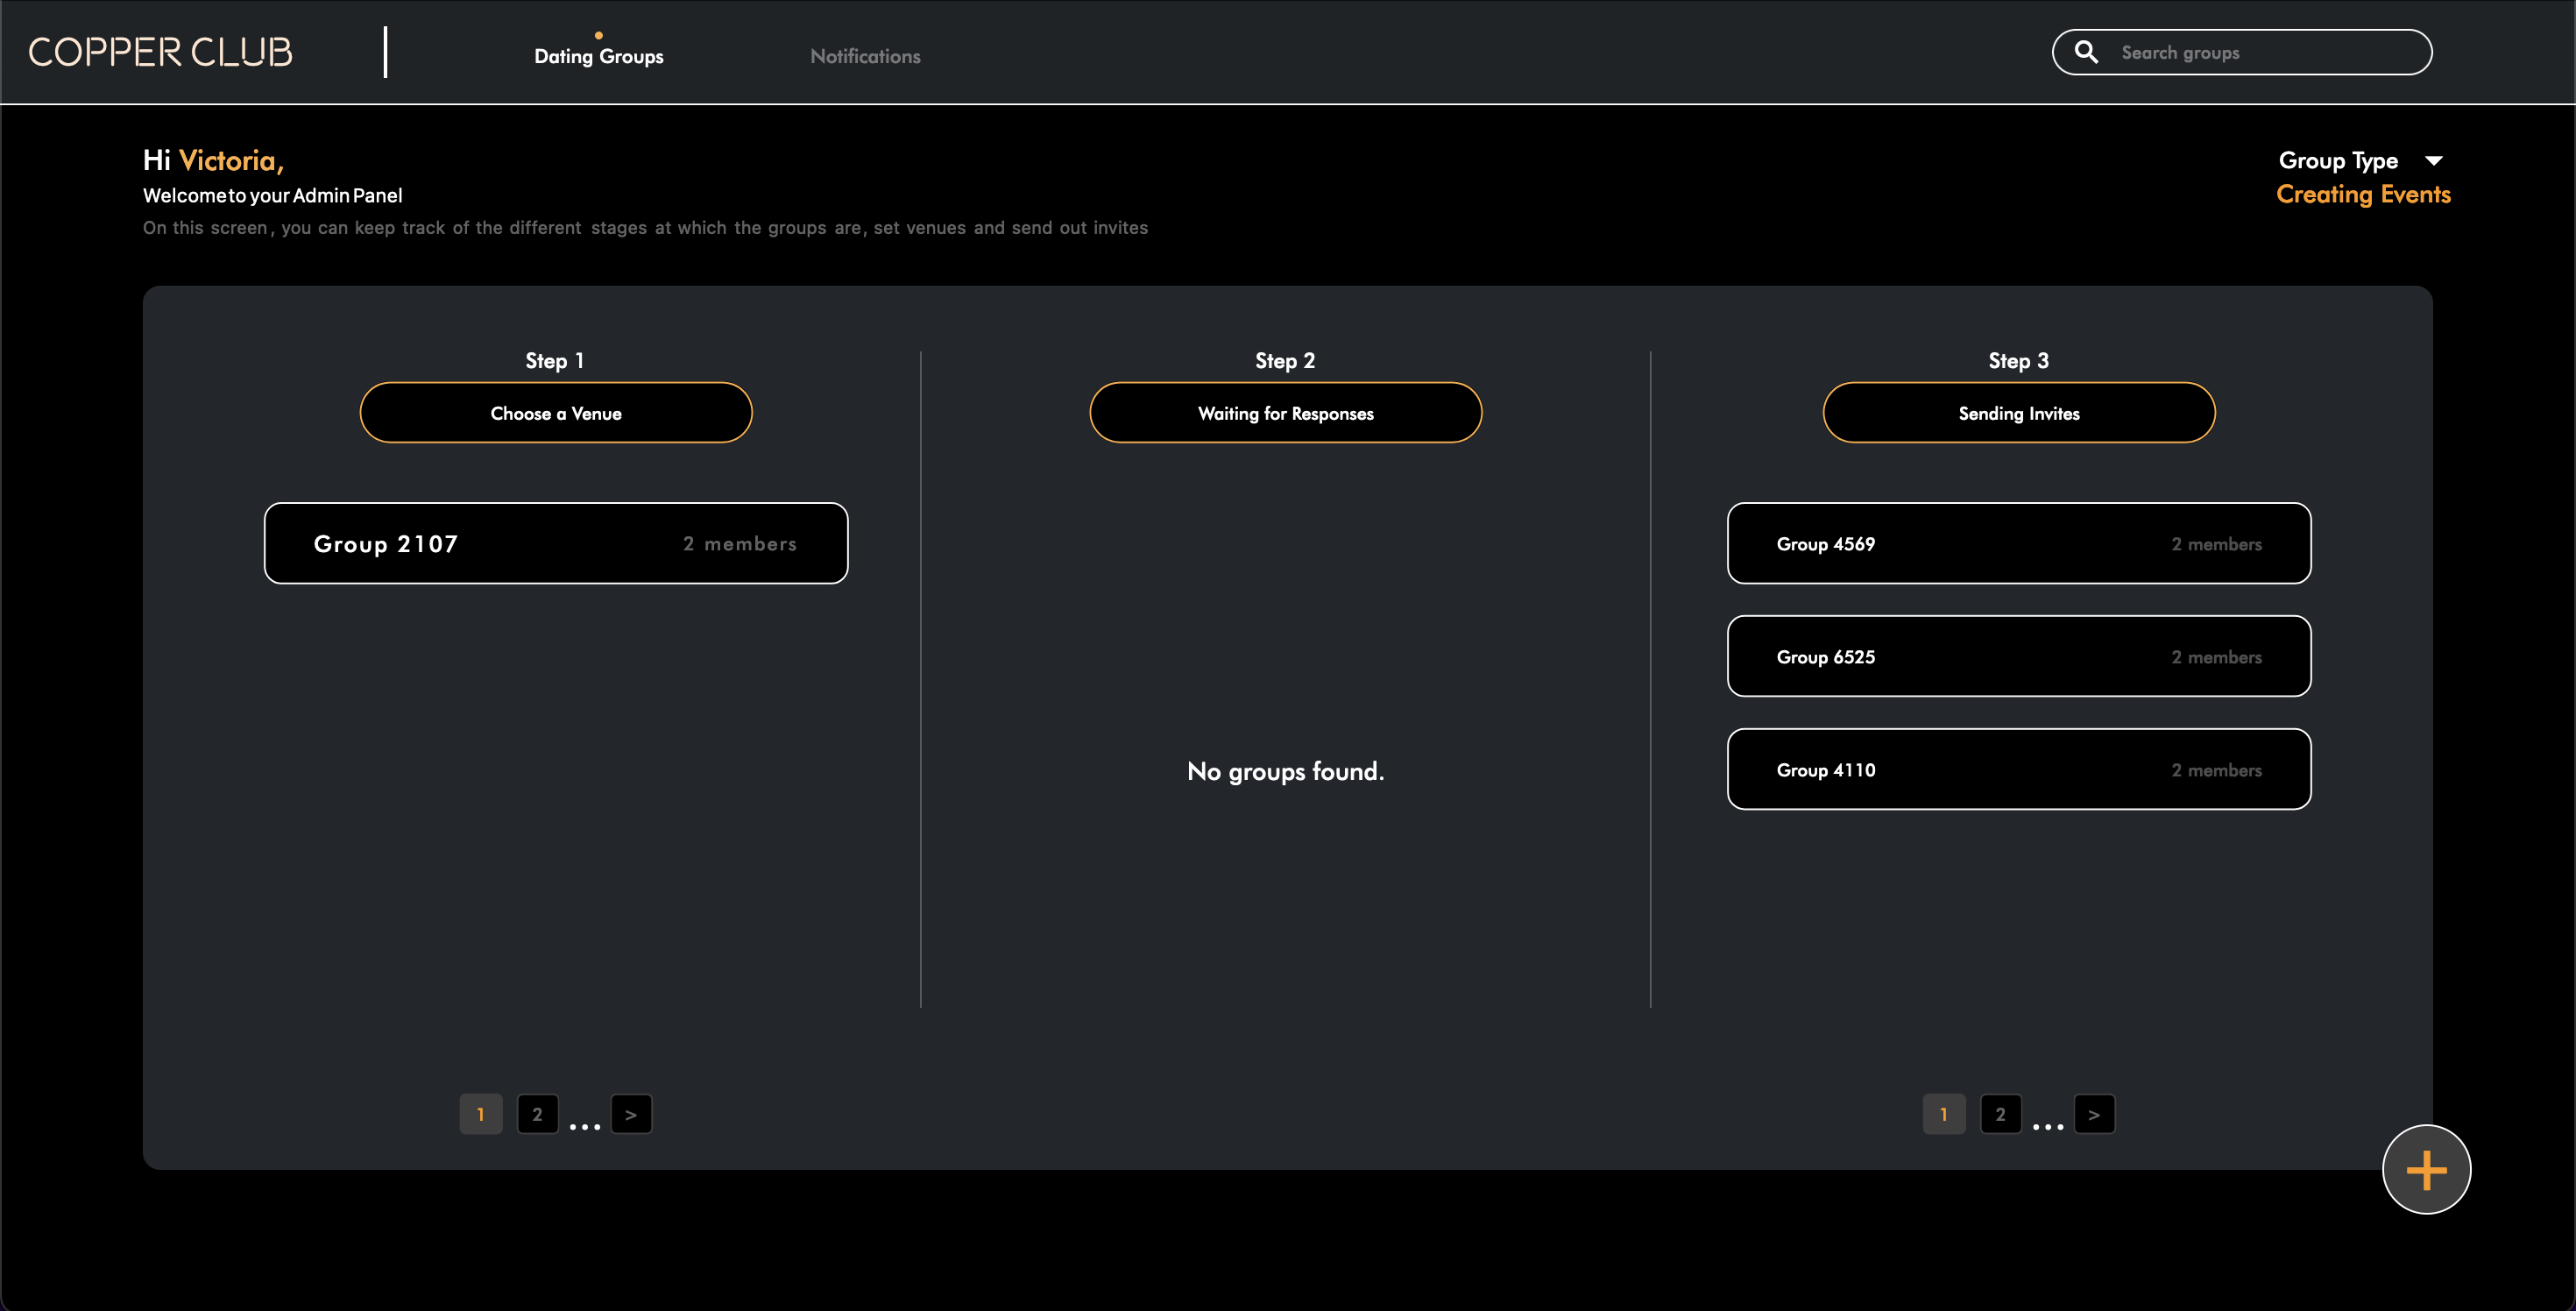 COPPER CLUB
Dating Groups
Notifications
Search groups
Hi Victoria,
Welcome to your Admin Panel
On this screen, you can keep track of the different stages at which the groups are, set venues and send out invites
Group Type
Creating Events
Step 1
Choose a Venue
Group 2107 2 members
1 2 ... >
Step 2
Waiting for Responses
No groups found.
Step 3
Sending Invites
Group 4569 2 members
Group 6525 2 members
Group 4110 2 members
1 2 ... >
+